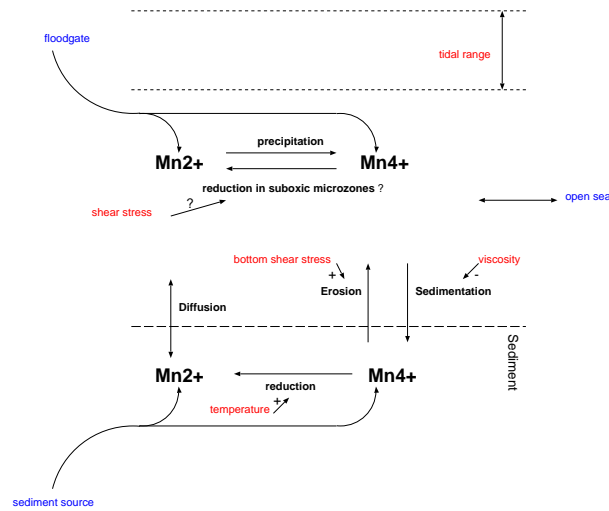 floodgate
tidal range
precipitation
Mn2+
Mn4+
reduction in suboxic microzones ?
?
shear stress
open sea
bottom shear stress
viscosity
+
-
Erosion
Sedimentation
Diffusion
Sediment
Mn2+
Mn4+
reduction
+
temperature
sediment source